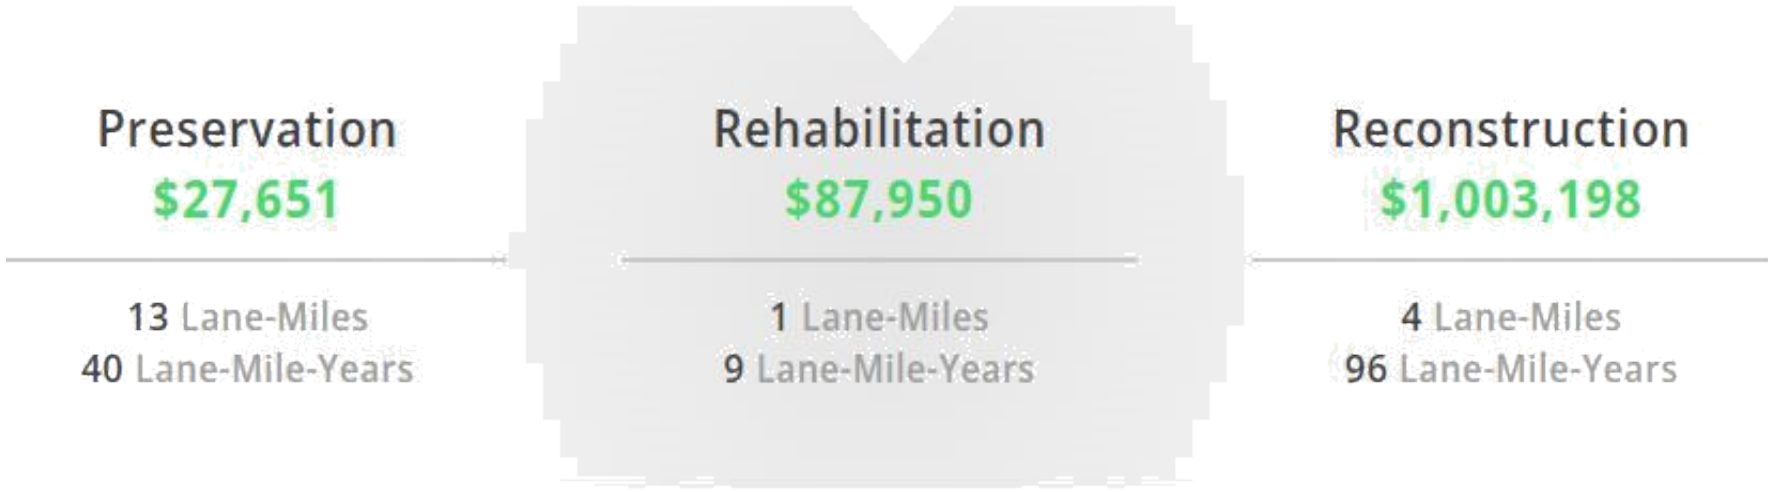 Preservation
$27,651
13 Lane-Miles
40 Lane-Mile-Years
Rehabilitation
$87,950
1 Lane-Miles
9 Lane-Mile-Years
Reconstruction
$1,003,198
4 Lane-Miles
96 Lane-Mile-Years